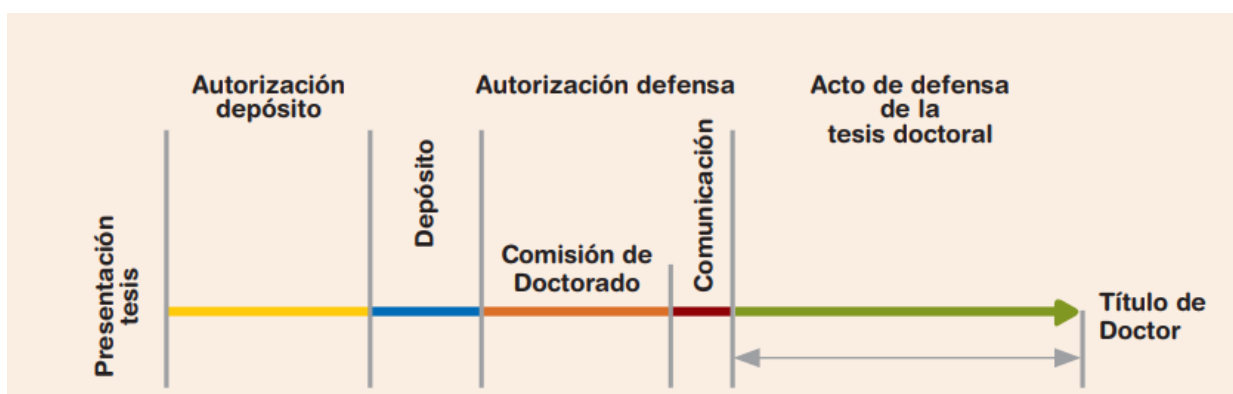 Autorización
depósito
Autorización defensa
Acto de defensa
de la
tesis doctoral
Presentación
tesis
Depósito
Comisión de
Doctorado
Comunicación
Título de
Doctor